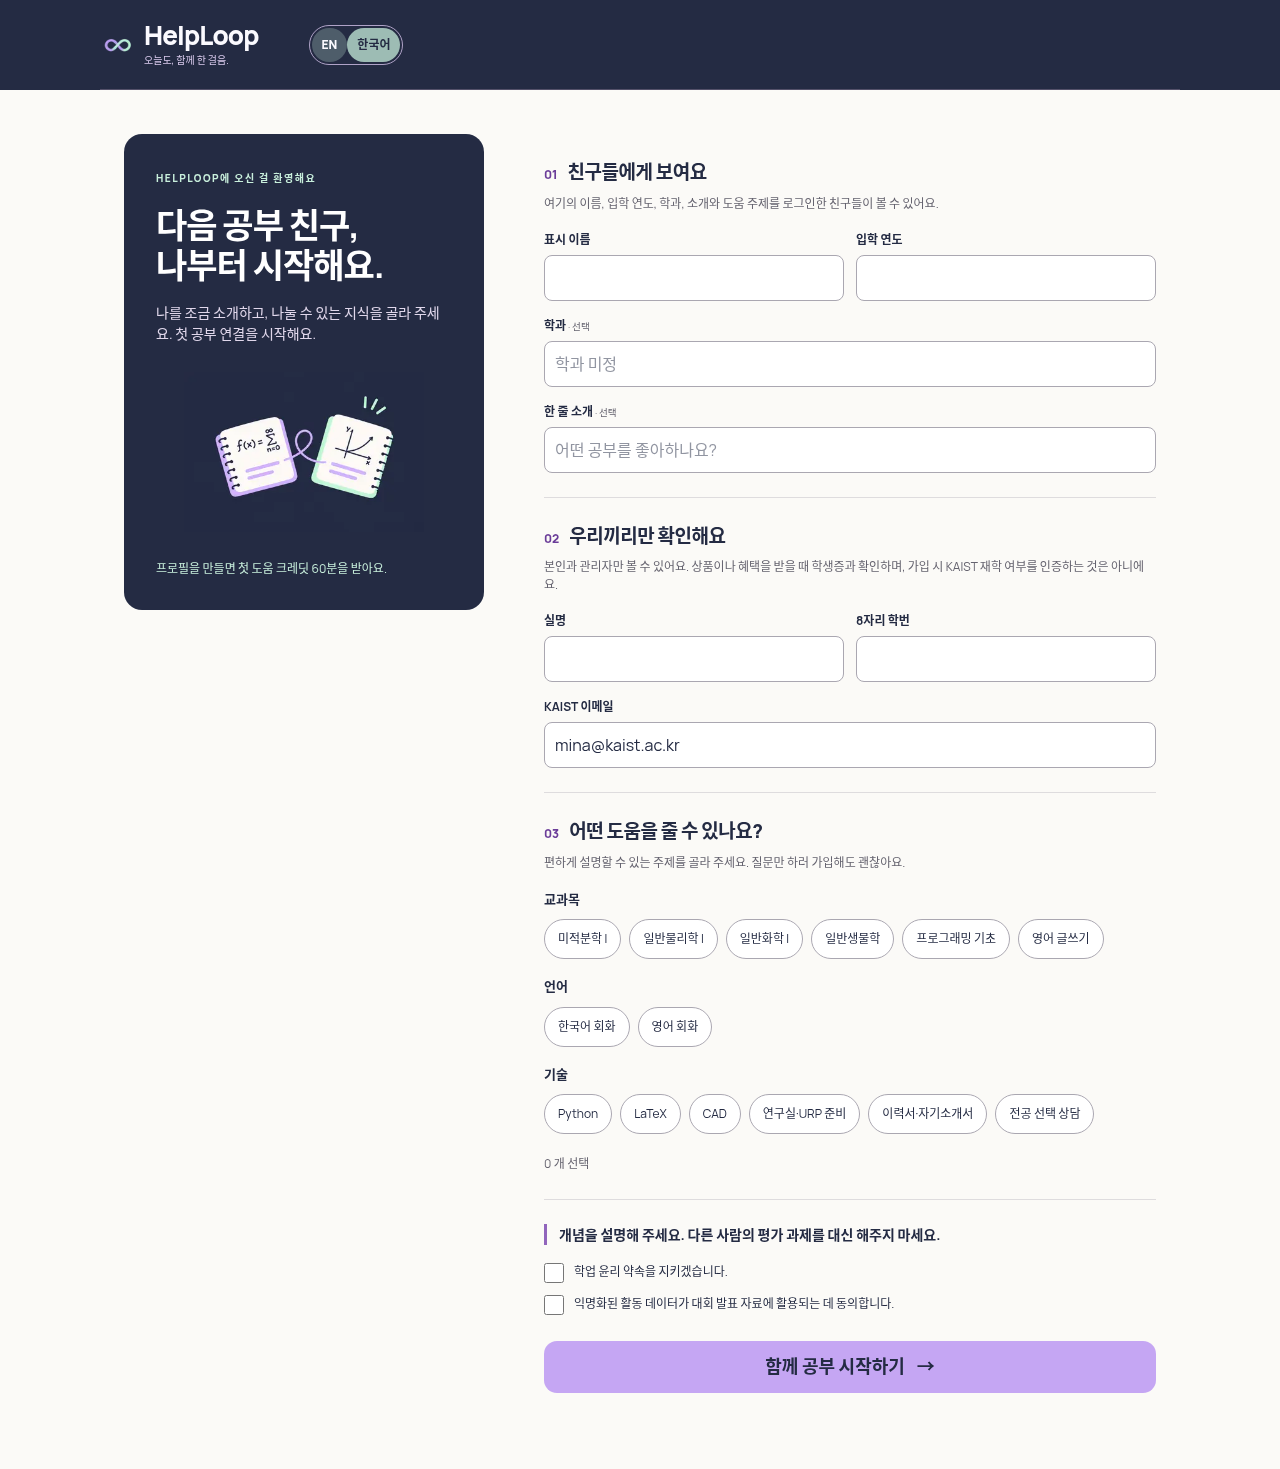 HelpLoop
오늘도, 함께 한 걸음.
EN 한국어
HELPLOOP에 오신 걸 환영해요
다음 공부 친구,
나부터 시작해요.
나를 조금 소개하고, 나눌 수 있는 지식을 골라 주세
요. 첫 공부 연결을 시작해요.
f(x) = ∞ Σ n=0
y x
프로필을 만들면 첫 도움 크레딧 60분을 받아요.
01 친구들에게 보여요
여기의 이름, 입학 연도, 학과, 소개와 도움 주제를 로그인한 친구들이 볼 수 있어요.
표시 이름 입학 연도
학과 · 선택
학과 미정
한 줄 소개 · 선택
어떤 공부를 좋아하나요?
02 우리끼리만 확인해요
본인과 관리자만 볼 수 있어요. 상품이나 혜택을 받을 때 학생증과 확인하며, 가입 시 KAIST 재학 여부를 인증하는 것은 아니에
요.
실명 8자리 학번
KAIST 이메일
mina@kaist.ac.kr
03 어떤 도움을 줄 수 있나요?
편하게 설명할 수 있는 주제를 골라 주세요. 질문만 하러 가입해도 괜찮아요.
교과목
미적분학 I 일반물리학 I 일반화학 I 일반생물학 프로그래밍 기초 영어 글쓰기
언어
한국어 회화 영어 회화
기술
Python LaTeX CAD 연구실·URP 준비 이력서·자기소개서 전공 선택 상담
0 개 선택
개념을 설명해 주세요. 다른 사람의 평가 과제를 대신 해주지 마세요.
학업 윤리 약속을 지키겠습니다.
익명화된 활동 데이터가 대회 발표 자료에 활용되는 데 동의합니다.
함께 공부 시작하기 →